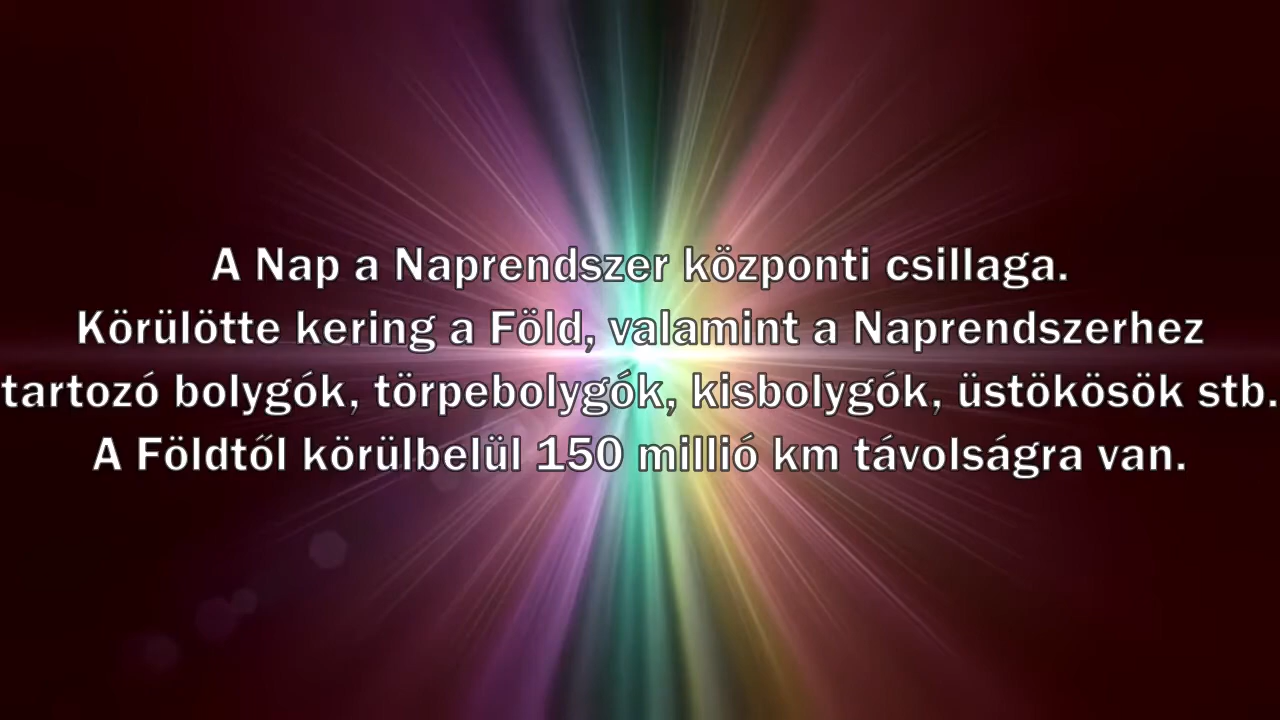 A Nap a Naprendszer központi csillaga.
Körülötte kering a Föld, valamint a Naprendszerhez
tartozó bolygók, törpebolygók, kisbolygók, üstökösök stb.
A Földtől körülbelül 150 millió km távolságra van.